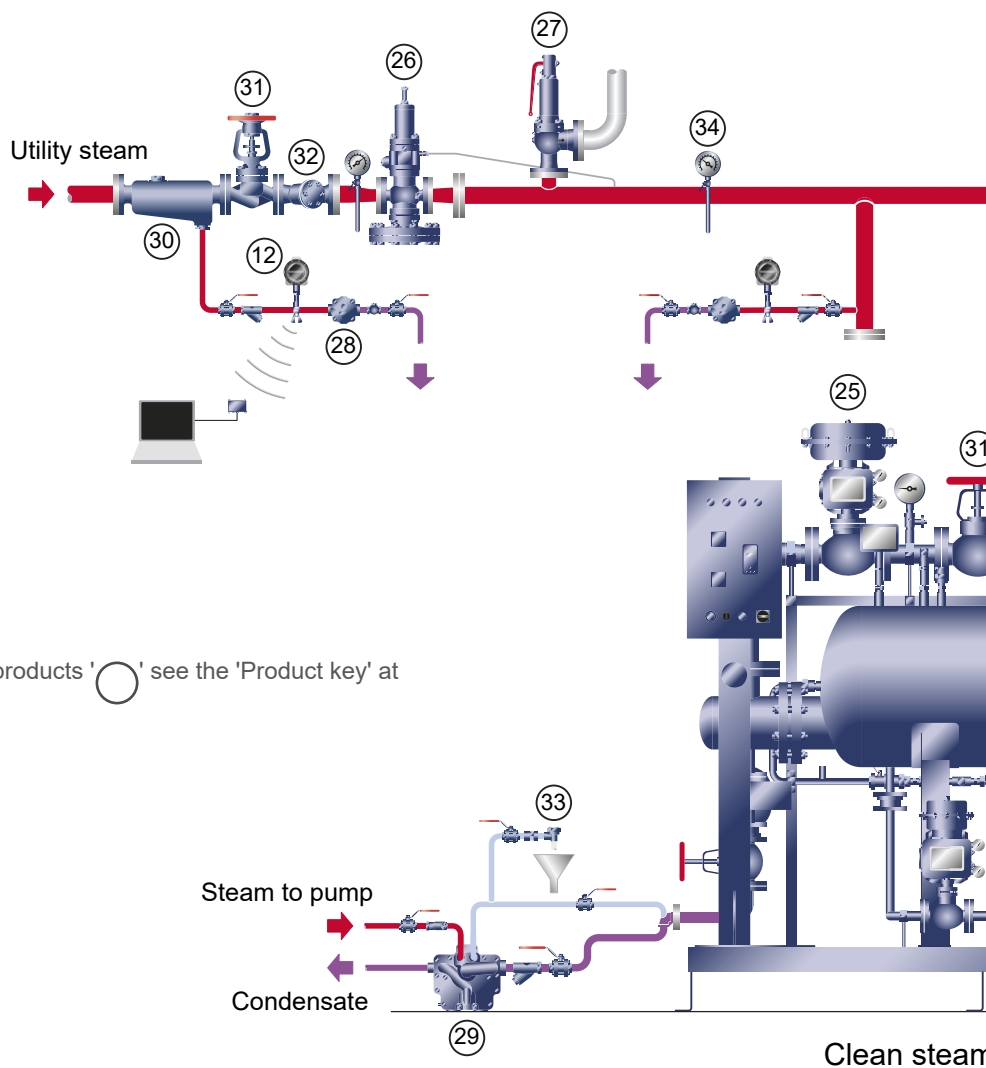 27
26
31
34
Utility steam
32
30
12
28
25
31
products '◯' see the 'Product key' at
33
Steam to pump
Condensate
29
Clean steam